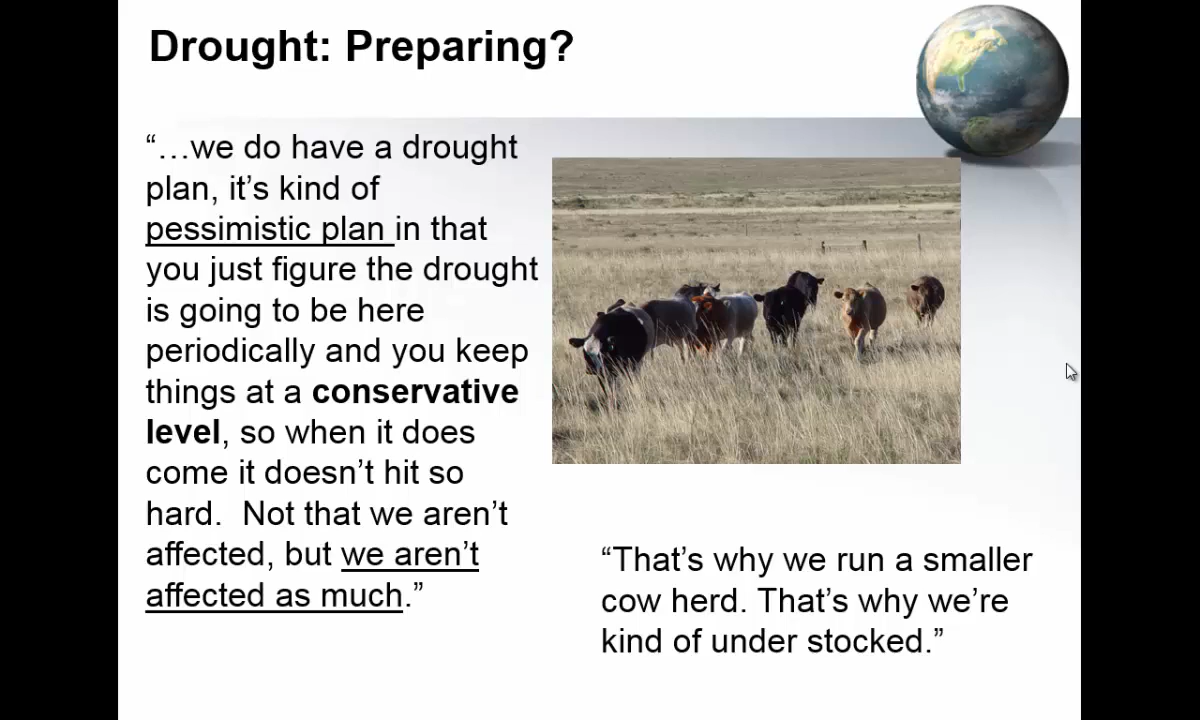 Drought: Preparing?
“…we do have a drought
plan, it’s kind of
pessimistic plan in that
you just figure the drought
is going to be here
periodically and you keep
things at a conservative
level, so when it does
come it doesn’t hit so
hard.  Not that we aren’t
affected, but we aren’t
affected as much.”
“That’s why we run a smaller
cow herd. That’s why we’re
kind of under stocked.”